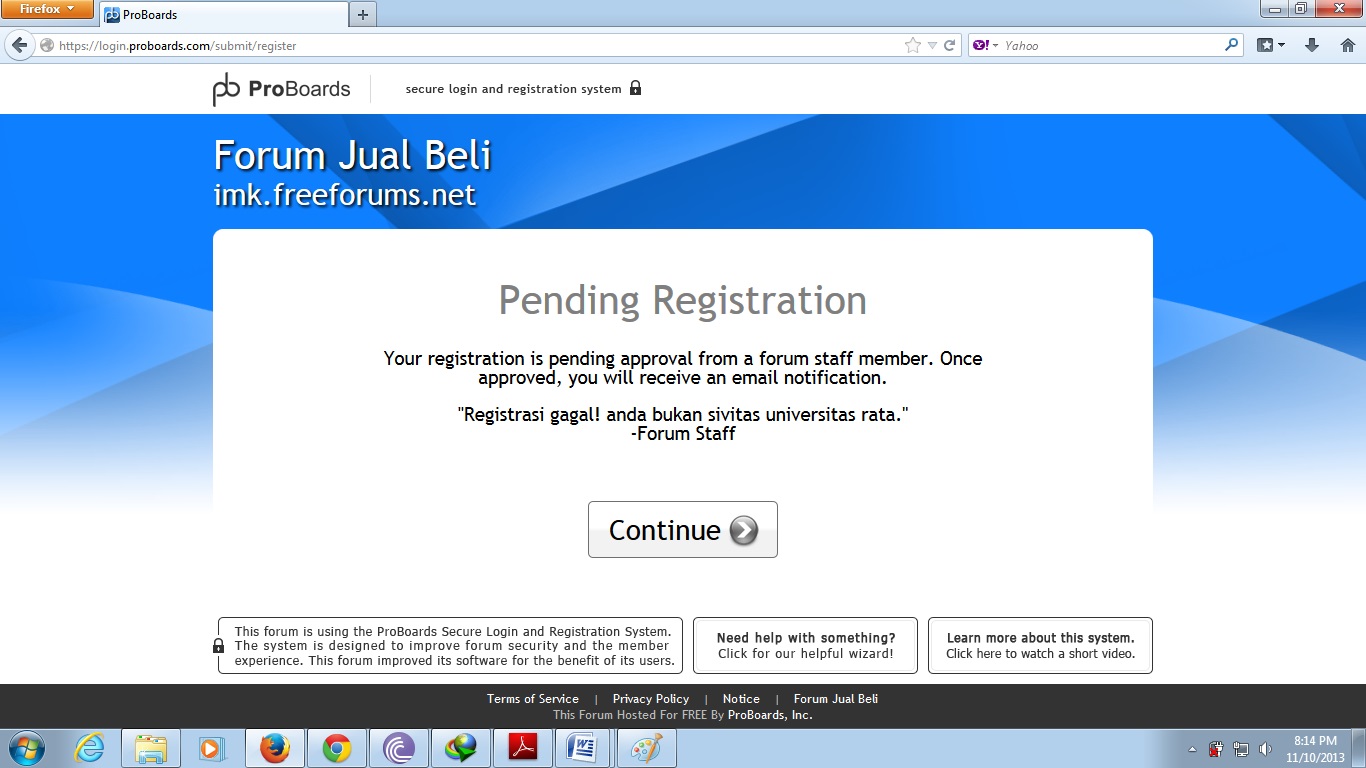 Firefox
ProBoards
https://login.proboards.com/submit/register
Yahoo
pb ProBoards
secure login and registration system
Forum Jual Beli
imk.freeforums.net
Pending Registration
Your registration is pending approval from a forum staff member. Once
approved, you will receive an email notification.
"Registrasi gagal! anda bukan sivitas universitas rata."
-Forum Staff
Continue
This forum is using the ProBoards Secure Login and Registration System.
The system is designed to improve forum security and the member
experience. This forum improved its software for the benefit of its users.
Need help with something?
Click for our helpful wizard!
Learn more about this system.
Click here to watch a short video.
Terms of Service | Privacy Policy | Notice | Forum Jual Beli
This Forum Hosted For FREE By ProBoards, Inc.
8:14 PM
11/10/2013